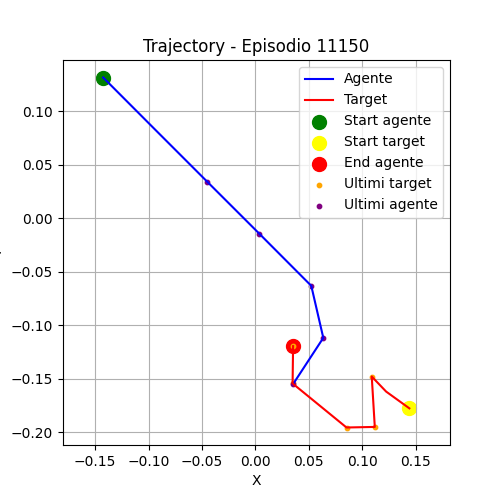 Trajectory - Episodio 11150
Agente
Target
Start agente
Start target
End agente
Ultimi target
Ultimi agente
0.10
0.05
0.00
−0.05
−0.10
−0.15
−0.20
−0.15 −0.10 −0.05 0.00 0.05 0.10 0.15
X